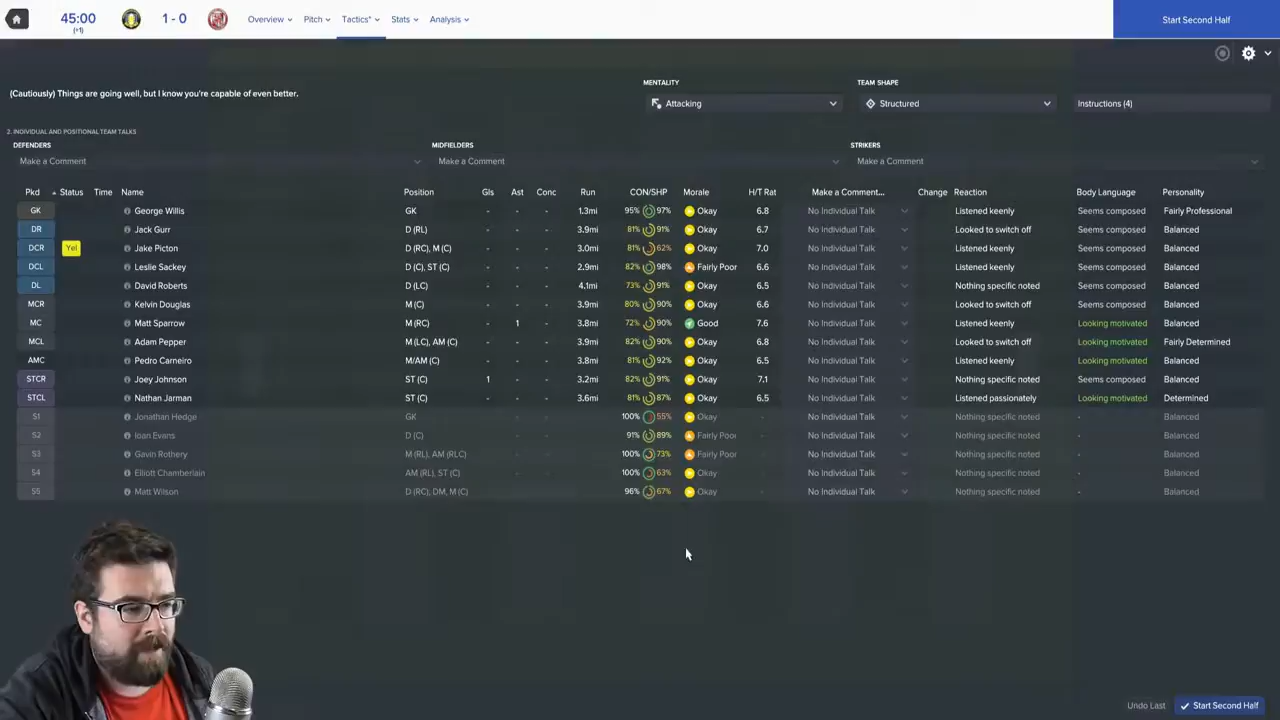 45:00 1 - 0 Overview Pitch Tactics* Stats Analysis Start Second Half
(+1)
MENTALITY TEAM SHAPE
(Cautiously) Things are going well, but I know you're capable of even better. Attacking Structured Instructions (4)
2. INDIVIDUAL AND POSITIONAL TEAM TALKS
DEFENDERS MIDFIELDERS STRIKERS
Make a Comment Make a Comment Make a Comment
Pkd Status Time Name Position Gls Ast Conc Run CON/SHP Morale H/T Rat Make a Comment... Change Reaction Body Language Personality
GK George Willis GK - - - 1.3mi 95% 97% Okay 6.8 No Individual Talk Listened keenly Seems composed Fairly Professional
DR Jack Gurr D (RL) - - - 3.9mi 81% 91% Okay 6.7 No Individual Talk Looked to switch off Seems composed Balanced
DCR Yel Jake Picton D (RC), M (C) - - - 3.0mi 81% 62% Okay 7.0 No Individual Talk Listened keenly Seems composed Balanced
DCL Leslie Sackey D (C), ST (C) - - - 2.9mi 82% 98% Fairly Poor 6.6 No Individual Talk Listened keenly Seems composed Balanced
DL David Roberts D (LC) - - - 4.1mi 73% 91% Okay 6.5 No Individual Talk Nothing specific noted Seems composed Balanced
MCR Kelvin Douglas M (C) - - - 3.9mi 80% 90% Okay 6.6 No Individual Talk Looked to switch off Seems composed Balanced
MC Matt Sparrow M (RC) - 1 - 3.8mi 72% 90% Good 7.6 No Individual Talk Listened keenly Looking motivated Balanced
MCL Adam Pepper M (LC), AM (C) - - - 3.9mi 82% 90% Okay 6.8 No Individual Talk Looked to switch off Looking motivated Fairly Determined
AMC Pedro Carneiro M/AM (C) - - - 3.8mi 81% 92% Okay 6.5 No Individual Talk Listened keenly Looking motivated Balanced
STCR Joey Johnson ST (C) 1 - - 3.2mi 82% 91% Okay 7.1 No Individual Talk Nothing specific noted Seems composed Balanced
STCL Nathan Jarman ST (C) - - - 3.6mi 81% 87% Okay 6.5 No Individual Talk Listened passionately Looking motivated Determined
S1 Jonathan Hedge GK - - - - 100% 55% Okay - No Individual Talk Nothing specific noted - Balanced
S2 Ioan Evans D (C) - - - - 91% 89% Fairly Poor - No Individual Talk Nothing specific noted - Balanced
S3 Gavin Rothery M (RL), AM (RLC) - - - - 100% 73% Fairly Poor - No Individual Talk Nothing specific noted - Balanced
S4 Elliott Chamberlain AM (RL), ST (C) - - - - 100% 63% Okay - No Individual Talk Nothing specific noted - Balanced
S5 Matt Wilson D (RC), DM, M (C) - - - - 96% 67% Okay - No Individual Talk Nothing specific noted - Balanced
Undo Last Start Second Half